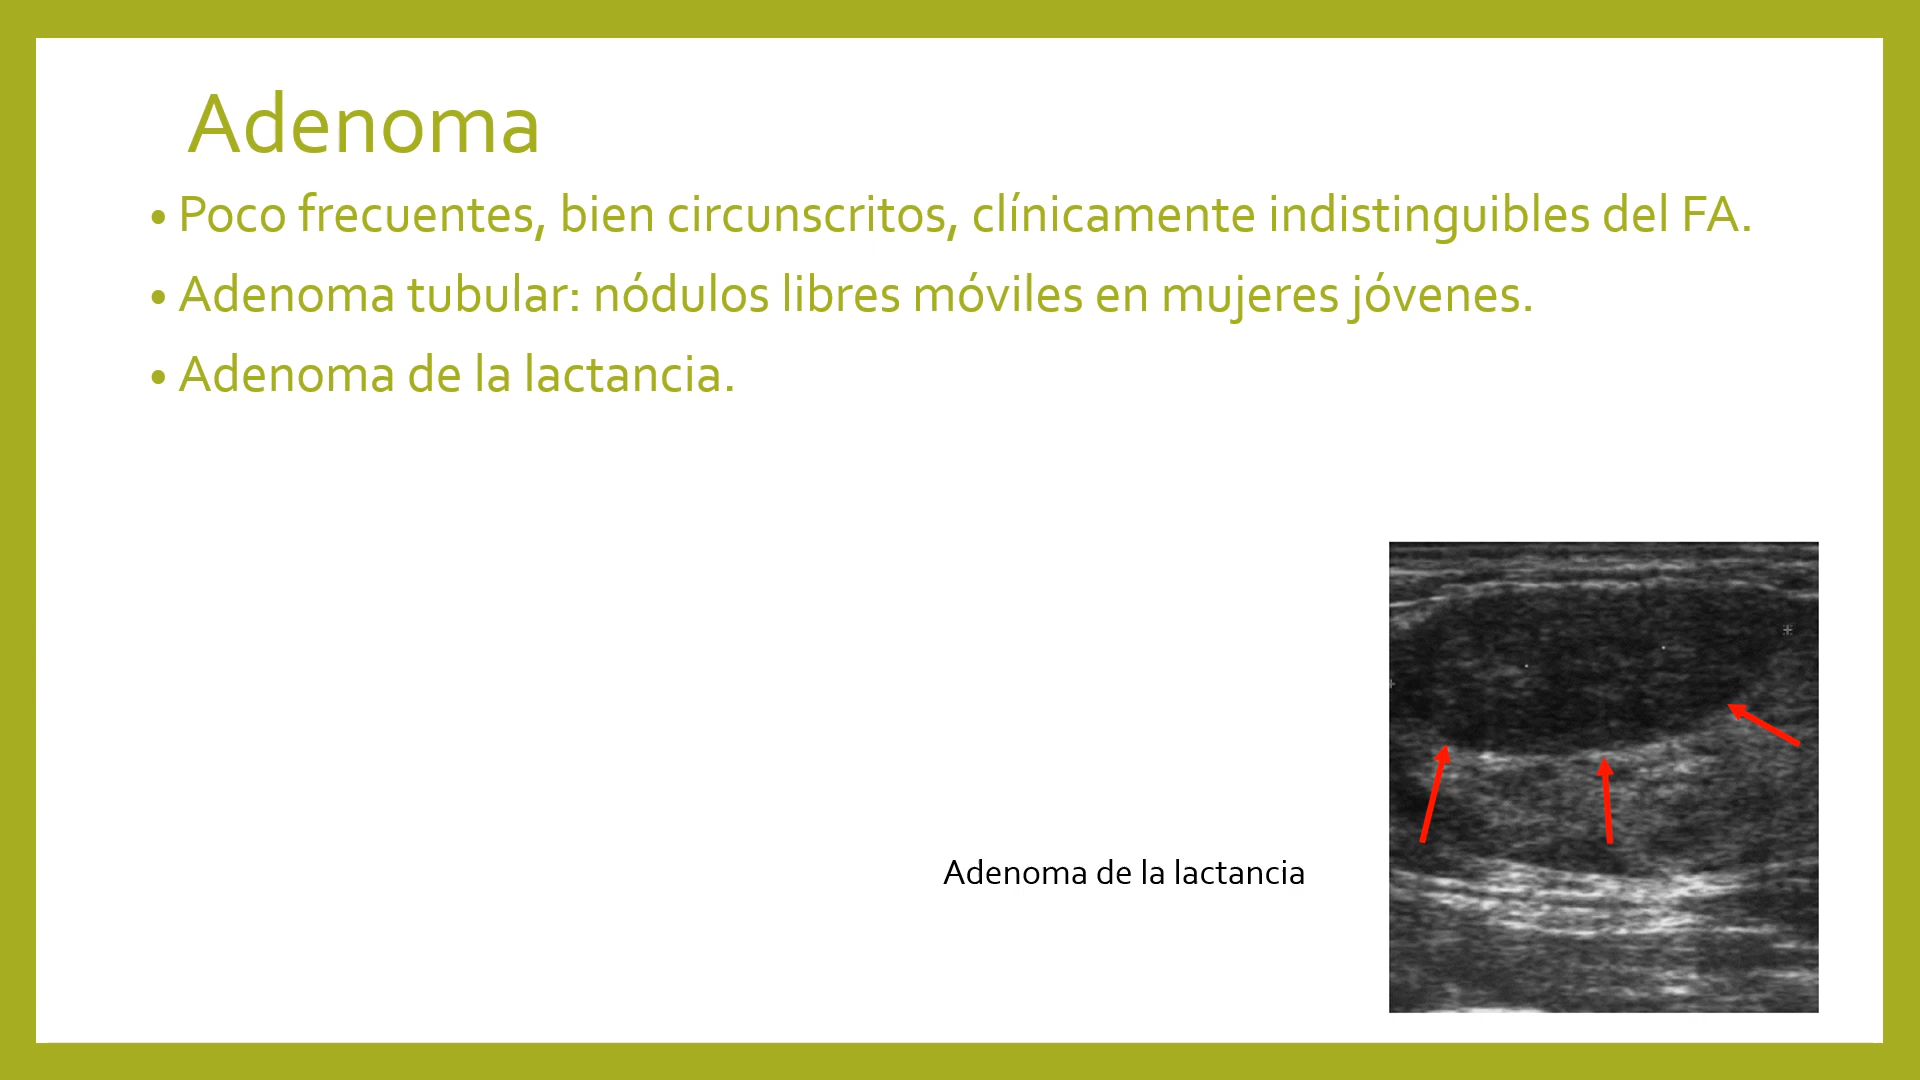 Adenoma
• Poco frecuentes, bien circunscritos, clínicamente indistinguibles del FA.
• Adenoma tubular: nódulos libres móviles en mujeres jóvenes.
• Adenoma de la lactancia.
Adenoma de la lactancia